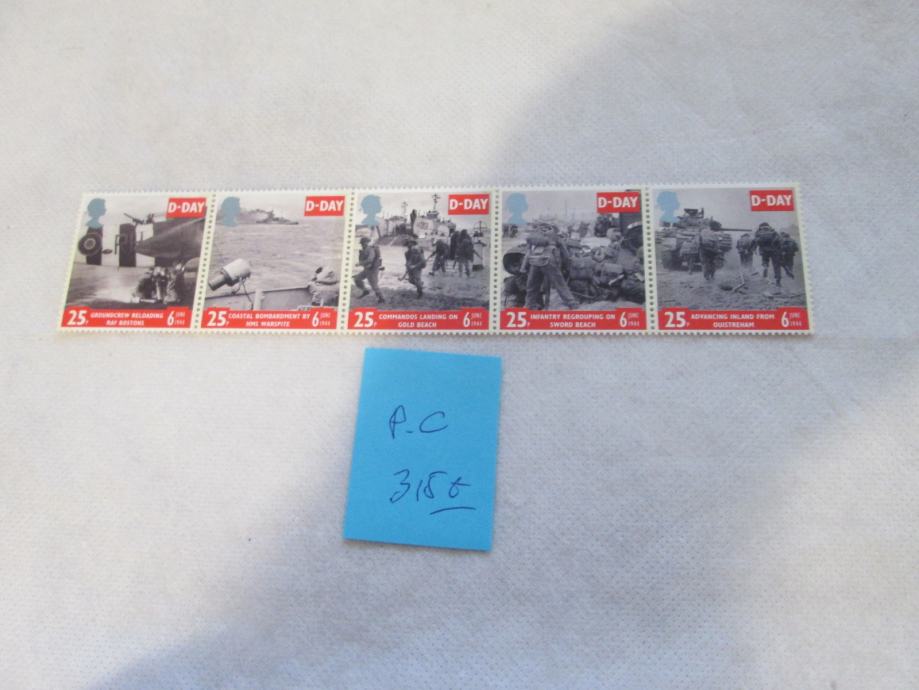 D-DAY
25P GROUNDCREW RELOADING RAF BOSTONS 6 JUNE 1944
D-DAY
25P COASTAL BOMBARDMENT BY HMS WARSPITE 6 JUNE 1944
D-DAY
25P COMMANDOS LANDING ON GOLD BEACH 6 JUNE 1944
D-DAY
25P INFANTRY REGROUPING ON SWORD BEACH 6 JUNE 1944
D-DAY
25P ADVANCING INLAND FROM OUISTREHAM 6 JUNE 1944
P.C